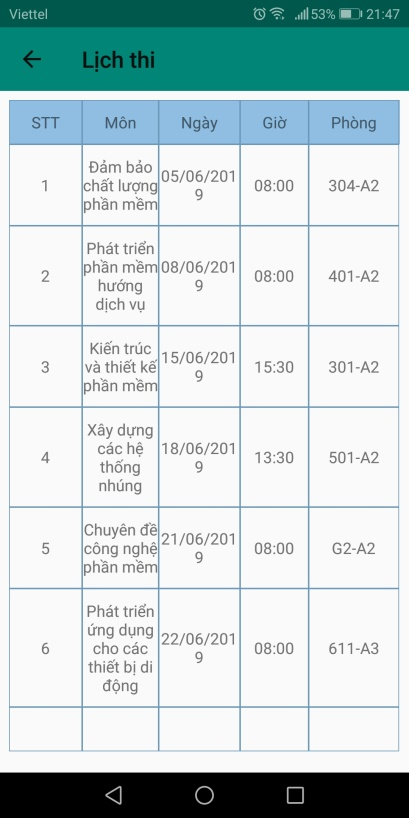 Viettel 53% 21:47
Lịch thi
STT Môn Ngày Giờ Phòng
1 Đảm bảo chất lượng phần mềm 05/06/2019 08:00 304-A2
2 Phát triển phần mềm hướng dịch vụ 08/06/2019 08:00 401-A2
3 Kiến trúc và thiết kế phần mềm 15/06/2019 15:30 301-A2
4 Xây dựng các hệ thống nhúng 18/06/2019 13:30 501-A2
5 Chuyên đề công nghệ phần mềm 21/06/2019 08:00 G2-A2
6 Phát triển ứng dụng cho các thiết bị di động 22/06/2019 08:00 611-A3